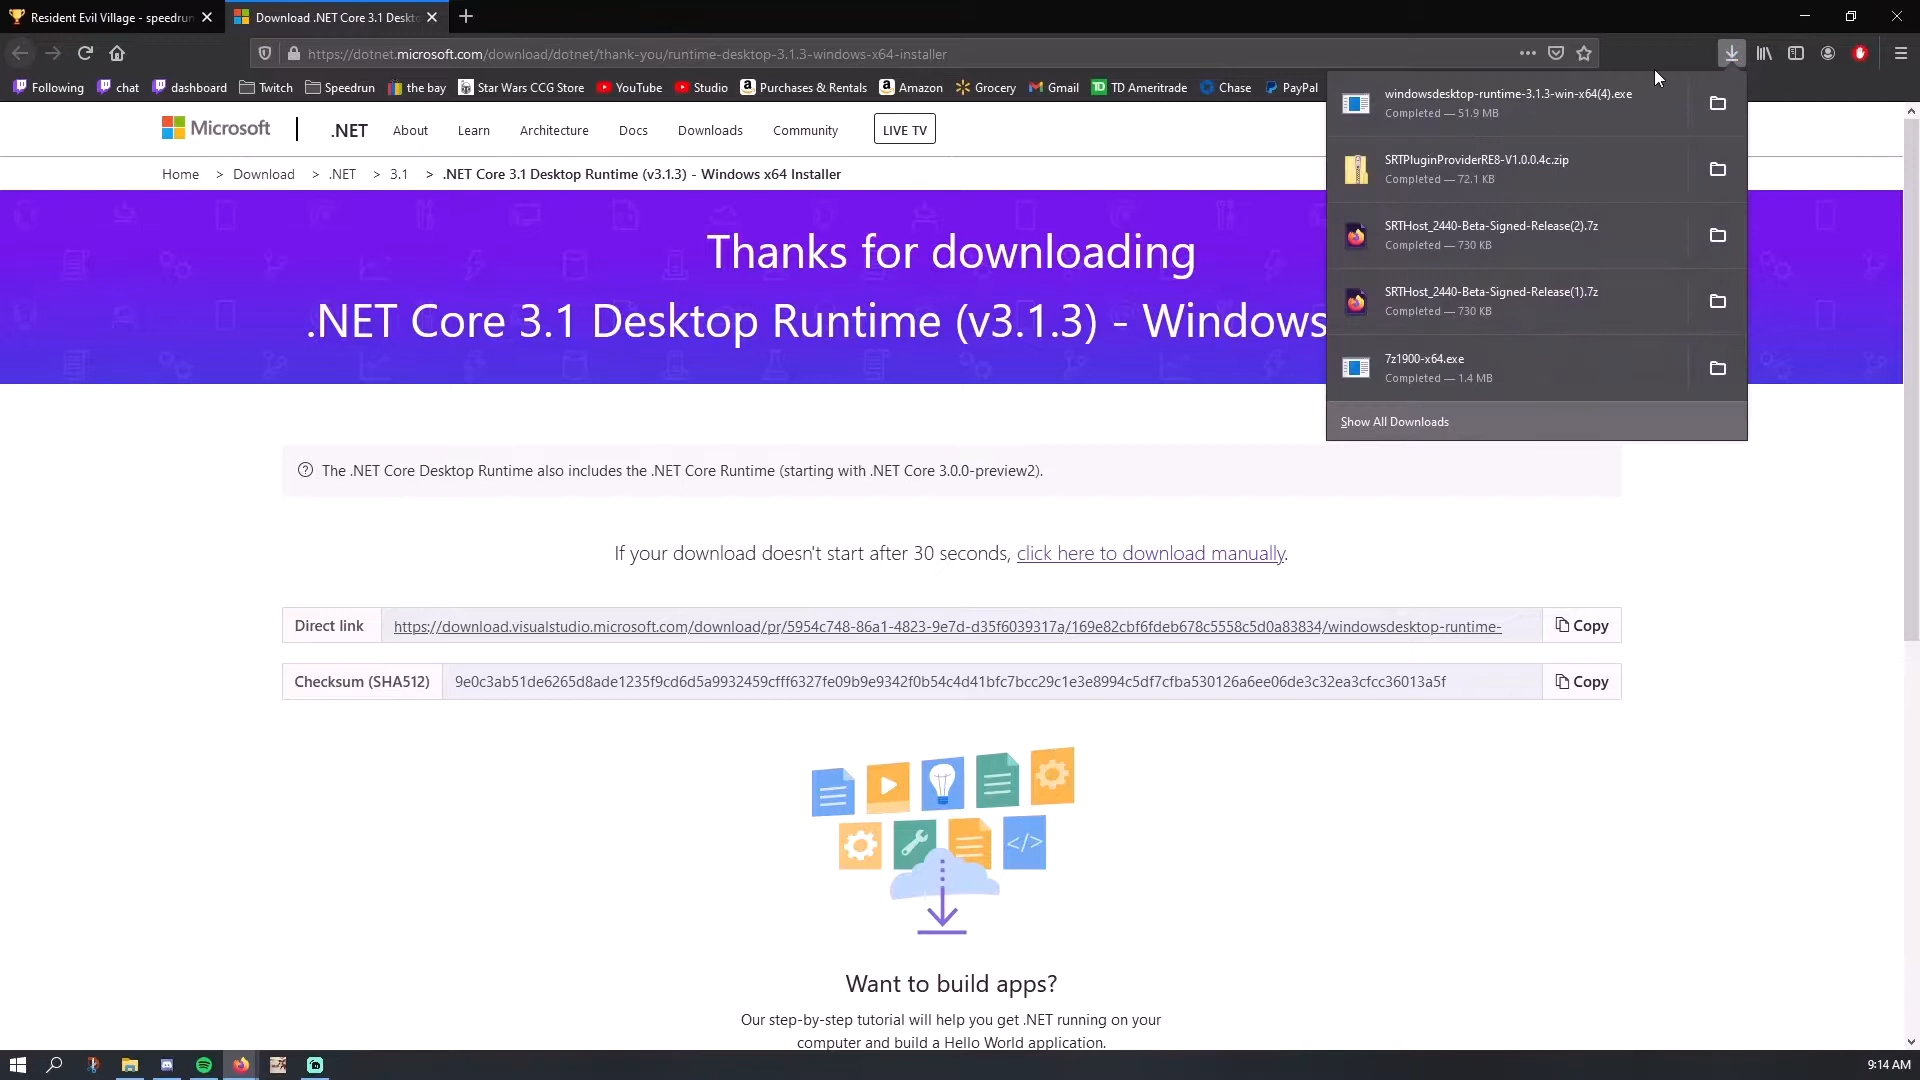 Resident Evil Village - speedrun
Download .NET Core 3.1 Deskto
https://dotnet.microsoft.com/download/dotnet/thank-you/runtime-desktop-3.1.3-windows-x64-installer
Following
chat
dashboard
Twitch
Speedrun
the bay
Star Wars CCG Store
YouTube
Studio
Purchases & Rentals
Amazon
Grocery
Gmail
TD Ameritrade
Chase
PayPal
windowsdesktop-runtime-3.1.3-win-x64(4).exe
Completed — 51.9 MB
SRTPluginProviderRE8-V1.0.0.4c.zip
Completed — 72.1 KB
SRTHost_2440-Beta-Signed-Release(2).7z
Completed — 730 KB
SRTHost_2440-Beta-Signed-Release(1).7z
Completed — 730 KB
7z1900-x64.exe
Completed — 1.4 MB
Show All Downloads
Microsoft
.NET
About
Learn
Architecture
Docs
Downloads
Community
LIVE TV
Home > Download > .NET > 3.1 > .NET Core 3.1 Desktop Runtime (v3.1.3) - Windows x64 Installer
Thanks for downloading
.NET Core 3.1 Desktop Runtime (v3.1.3) - Windows
The .NET Core Desktop Runtime also includes the .NET Core Runtime (starting with .NET Core 3.0.0-preview2).
If your download doesn't start after 30 seconds, click here to download manually.
Direct link
https://download.visualstudio.microsoft.com/download/pr/5954c748-86a1-4823-9e7d-d35f6039317a/169e82cbf6fdeb678c5558c5d0a83834/windowsdesktop-runtime-
Copy
Checksum (SHA512)
9e0c3ab51de6265d8ade1235f9cd6d5a9932459cfff6327fe09b9e9342f0b54c4d41bfc7bcc29c1e3e8994c5df7cfba530126a6ee06de3c32ea3cfcc36013a5f
Copy
Want to build apps?
Our step-by-step tutorial will help you get .NET running on your
computer and build a Hello World application.
9:14 AM